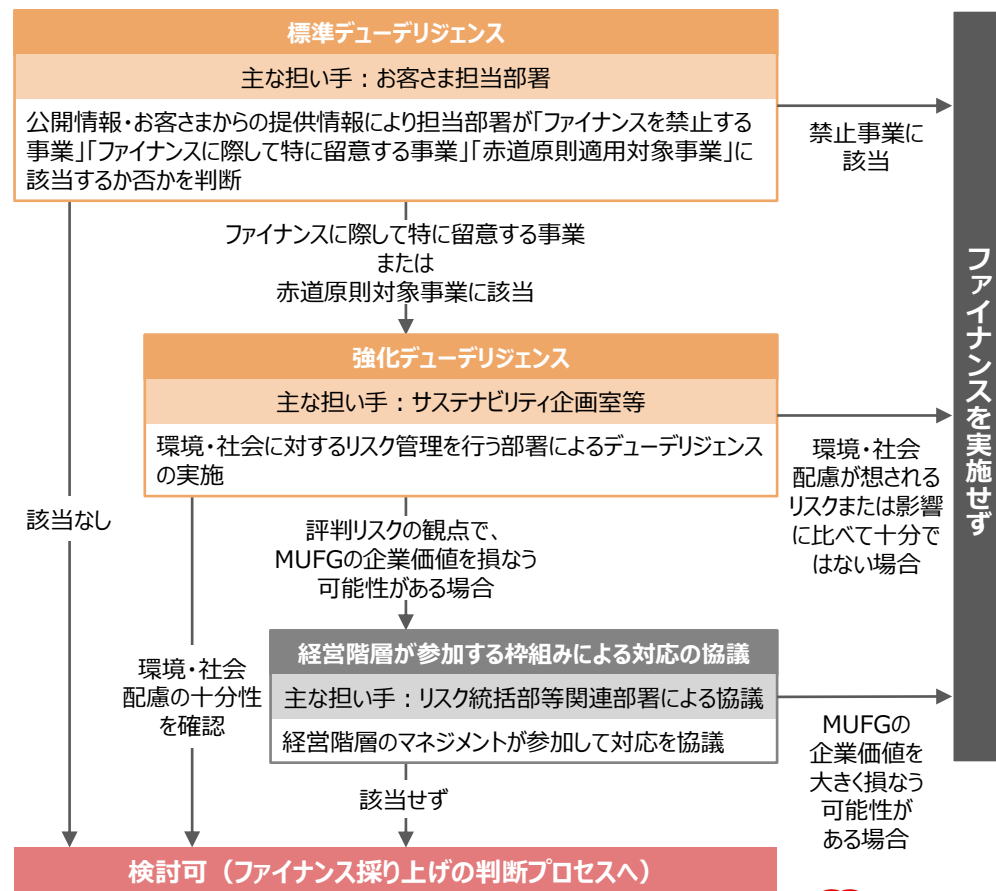 標準デューデリジェンス
主な担い手：お客さま担当部署
公開情報・お客さまからの提供情報により担当部署が「ファイナンスを禁止する
事業」「ファイナンスに際して特に留意する事業」「赤道原則適用対象事業」に
該当するか否かを判断
禁止事業に
該当
ファイナンスに際して特に留意する事業
または
赤道原則対象事業に該当
ファイナンスを実施せず
強化デューデリジェンス
主な担い手：サステナビリティ企画室等
環境・社会に対するリスク管理を行う部署によるデューデリジェンス
の実施
環境・社会
配慮が想される
リスクまたは影響
に比べて十分で
はない場合
該当なし
評判リスクの観点で、
MUFGの企業価値を損なう
可能性がある場合
経営階層が参加する枠組みによる対応の協議
主な担い手：リスク統括部等関連部署による協議
経営階層のマネジメントが参加して対応を協議
環境・社会
配慮の十分性
を確認
MUFGの
企業価値を
大きく損なう
可能性が
ある場合
該当せず
検討可（ファイナンス採り上げの判断プロセスへ）